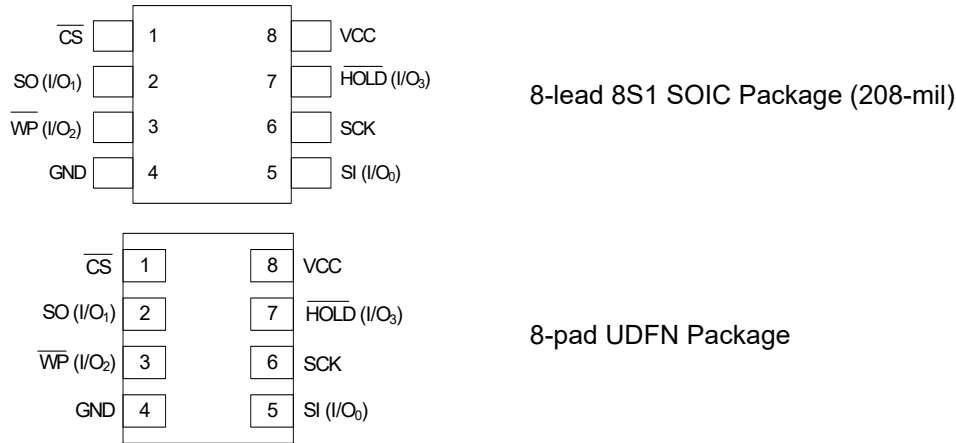 CS 1 8 VCC
SO (I/O₁) 2 7 HOLD (I/O₃)
WP (I/O₂) 3 6 SCK
GND 4 5 SI (I/O₀)
8-lead 8S1 SOIC Package (208-mil)
CS 1 8 VCC
SO (I/O₁) 2 7 HOLD (I/O₃)
WP (I/O₂) 3 6 SCK
GND 4 5 SI (I/O₀)
8-pad UDFN Package